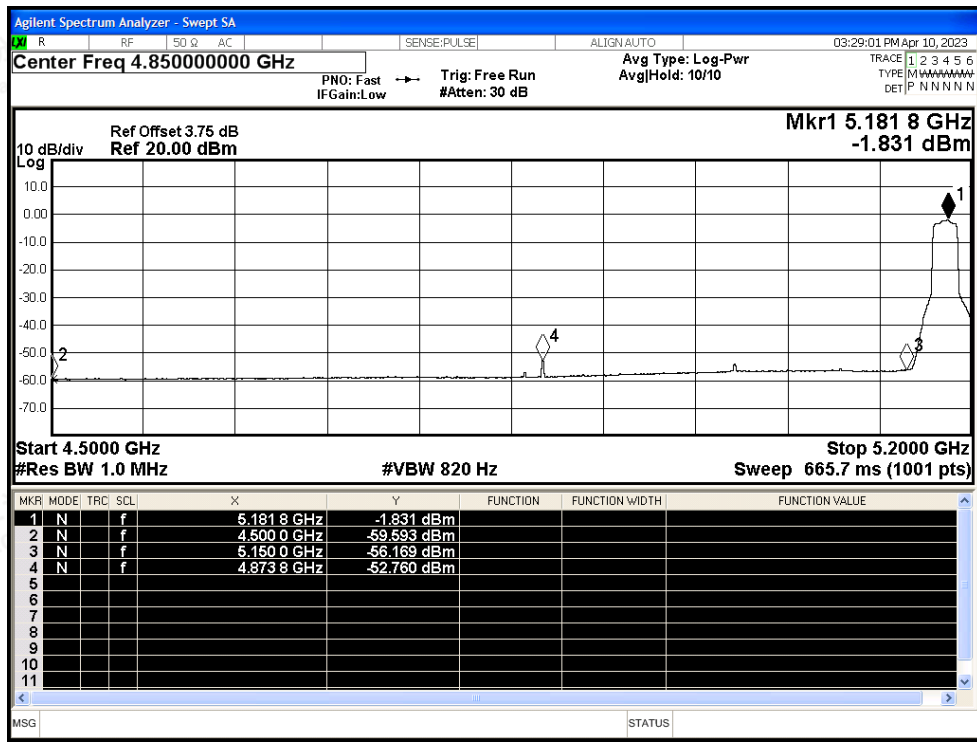 Agilent Spectrum Analyzer - Swept SA
LXI R RF 50 Ω AC SENSE:PULSE ALIGN AUTO 03:29:01 PM Apr 10, 2023
Center Freq 4.850000000 GHz
PNO: Fast
IFGain:Low
Trig: Free Run
#Atten: 30 dB
Avg Type: Log-Pwr
Avg|Hold: 10/10
TRACE 1 2 3 4 5 6
TYPE M
DET P N N N N N
Ref Offset 3.75 dB
10 dB/div Ref 20.00 dBm
Log
Mkr1 5.181 8 GHz
-1.831 dBm
10.0
0.00
-10.0
-20.0
-30.0
-40.0
-50.0
-60.0
-70.0
1
2
3
4
Start 4.5000 GHz Stop 5.2000 GHz
#Res BW 1.0 MHz #VBW 820 Hz Sweep 665.7 ms (1001 pts)
MKR MODE TRC SCL X Y FUNCTION FUNCTION WIDTH FUNCTION VALUE
1 N f 5.181 8 GHz -1.831 dBm
2 N f 4.500 0 GHz -59.593 dBm
3 N f 5.150 0 GHz -56.169 dBm
4 N f 4.873 8 GHz -52.760 dBm
5
6
7
8
9
10
11
MSG STATUS